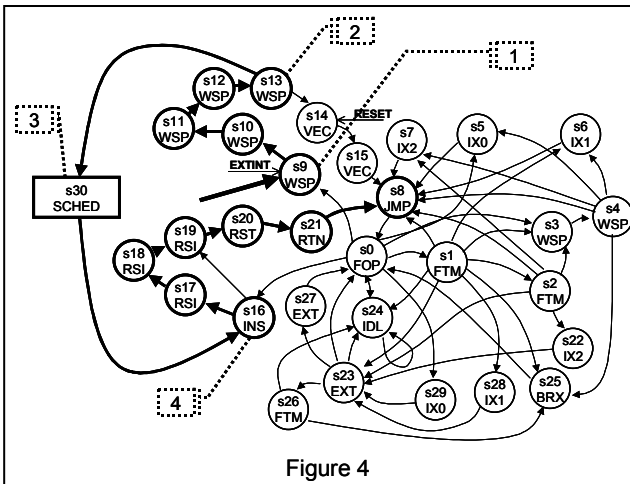 2
1
3
4
s12
WSP
s13
WSP
s11
WSP
s10
WSP
s14
VEC
RESET
s7
IX2
s5
IX0
s6
IX1
EXTINT
s9
WSP
s15
VEC
s8
JMP
s4
WSP
s30
SCHED
s19
RSI
s20
RST
s21
RTN
s3
WSP
s18
RSI
s0
FOP
s1
FTM
s2
FTM
s17
RSI
s16
INS
s27
EXT
s24
IDL
s22
IX2
s23
EXT
s26
FTM
s29
IX0
s28
IX1
s25
BRX
Figure 4